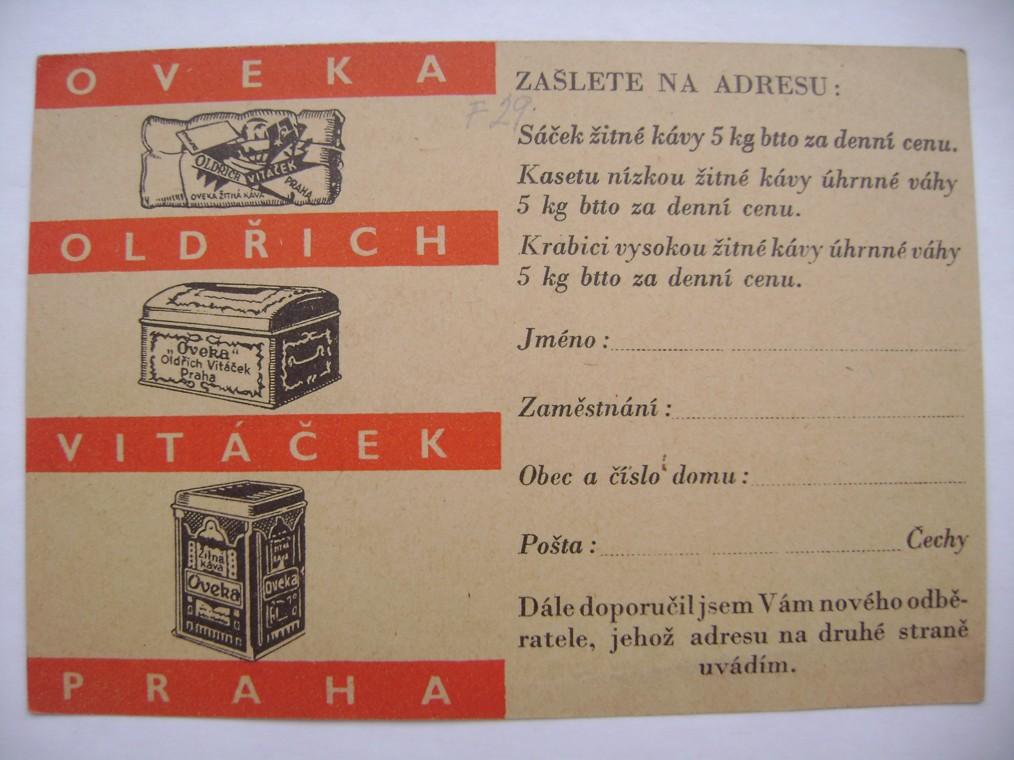 OVEKA
OLDŘICH VITÁČEK
PRAHA
OVEKA ŽITNÁ KÁVA
OLDŘICH
„Oveka“
Oldřich Vitáček
Praha
VITÁČEK
Žitná
káva
Oveka
ŽITNÁ
KÁVA
Oveka
PRAHA
F 29.
ZAŠLETE NA ADRESU:
Sáček žitné kávy 5 kg btto za denní cenu.
Kasetu nízkou žitné kávy úhrnné váhy
5 kg btto za denní cenu.
Krabici vysokou žitné kávy úhrnné váhy
5 kg btto za denní cenu.
Jméno:
Zaměstnání:
Obec a číslo domu:
Pošta: Čechy
Dále doporučil jsem Vám nového odbě-
ratele, jehož adresu na druhé straně
uvádím.